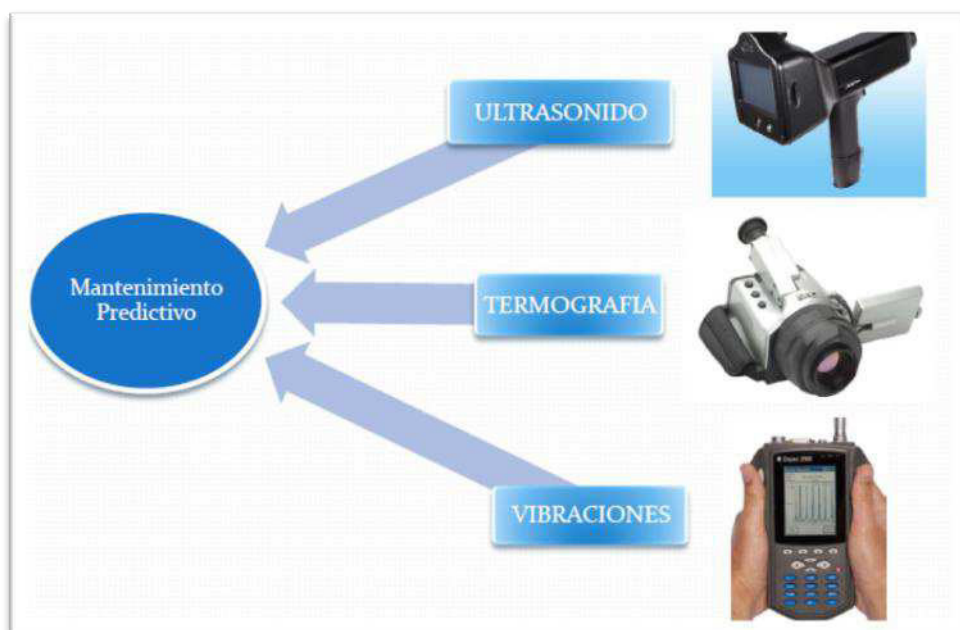 ULTRASONIDO
Mantenimiento
Predictivo
TERMOGRAFIA
VIBRACIONES